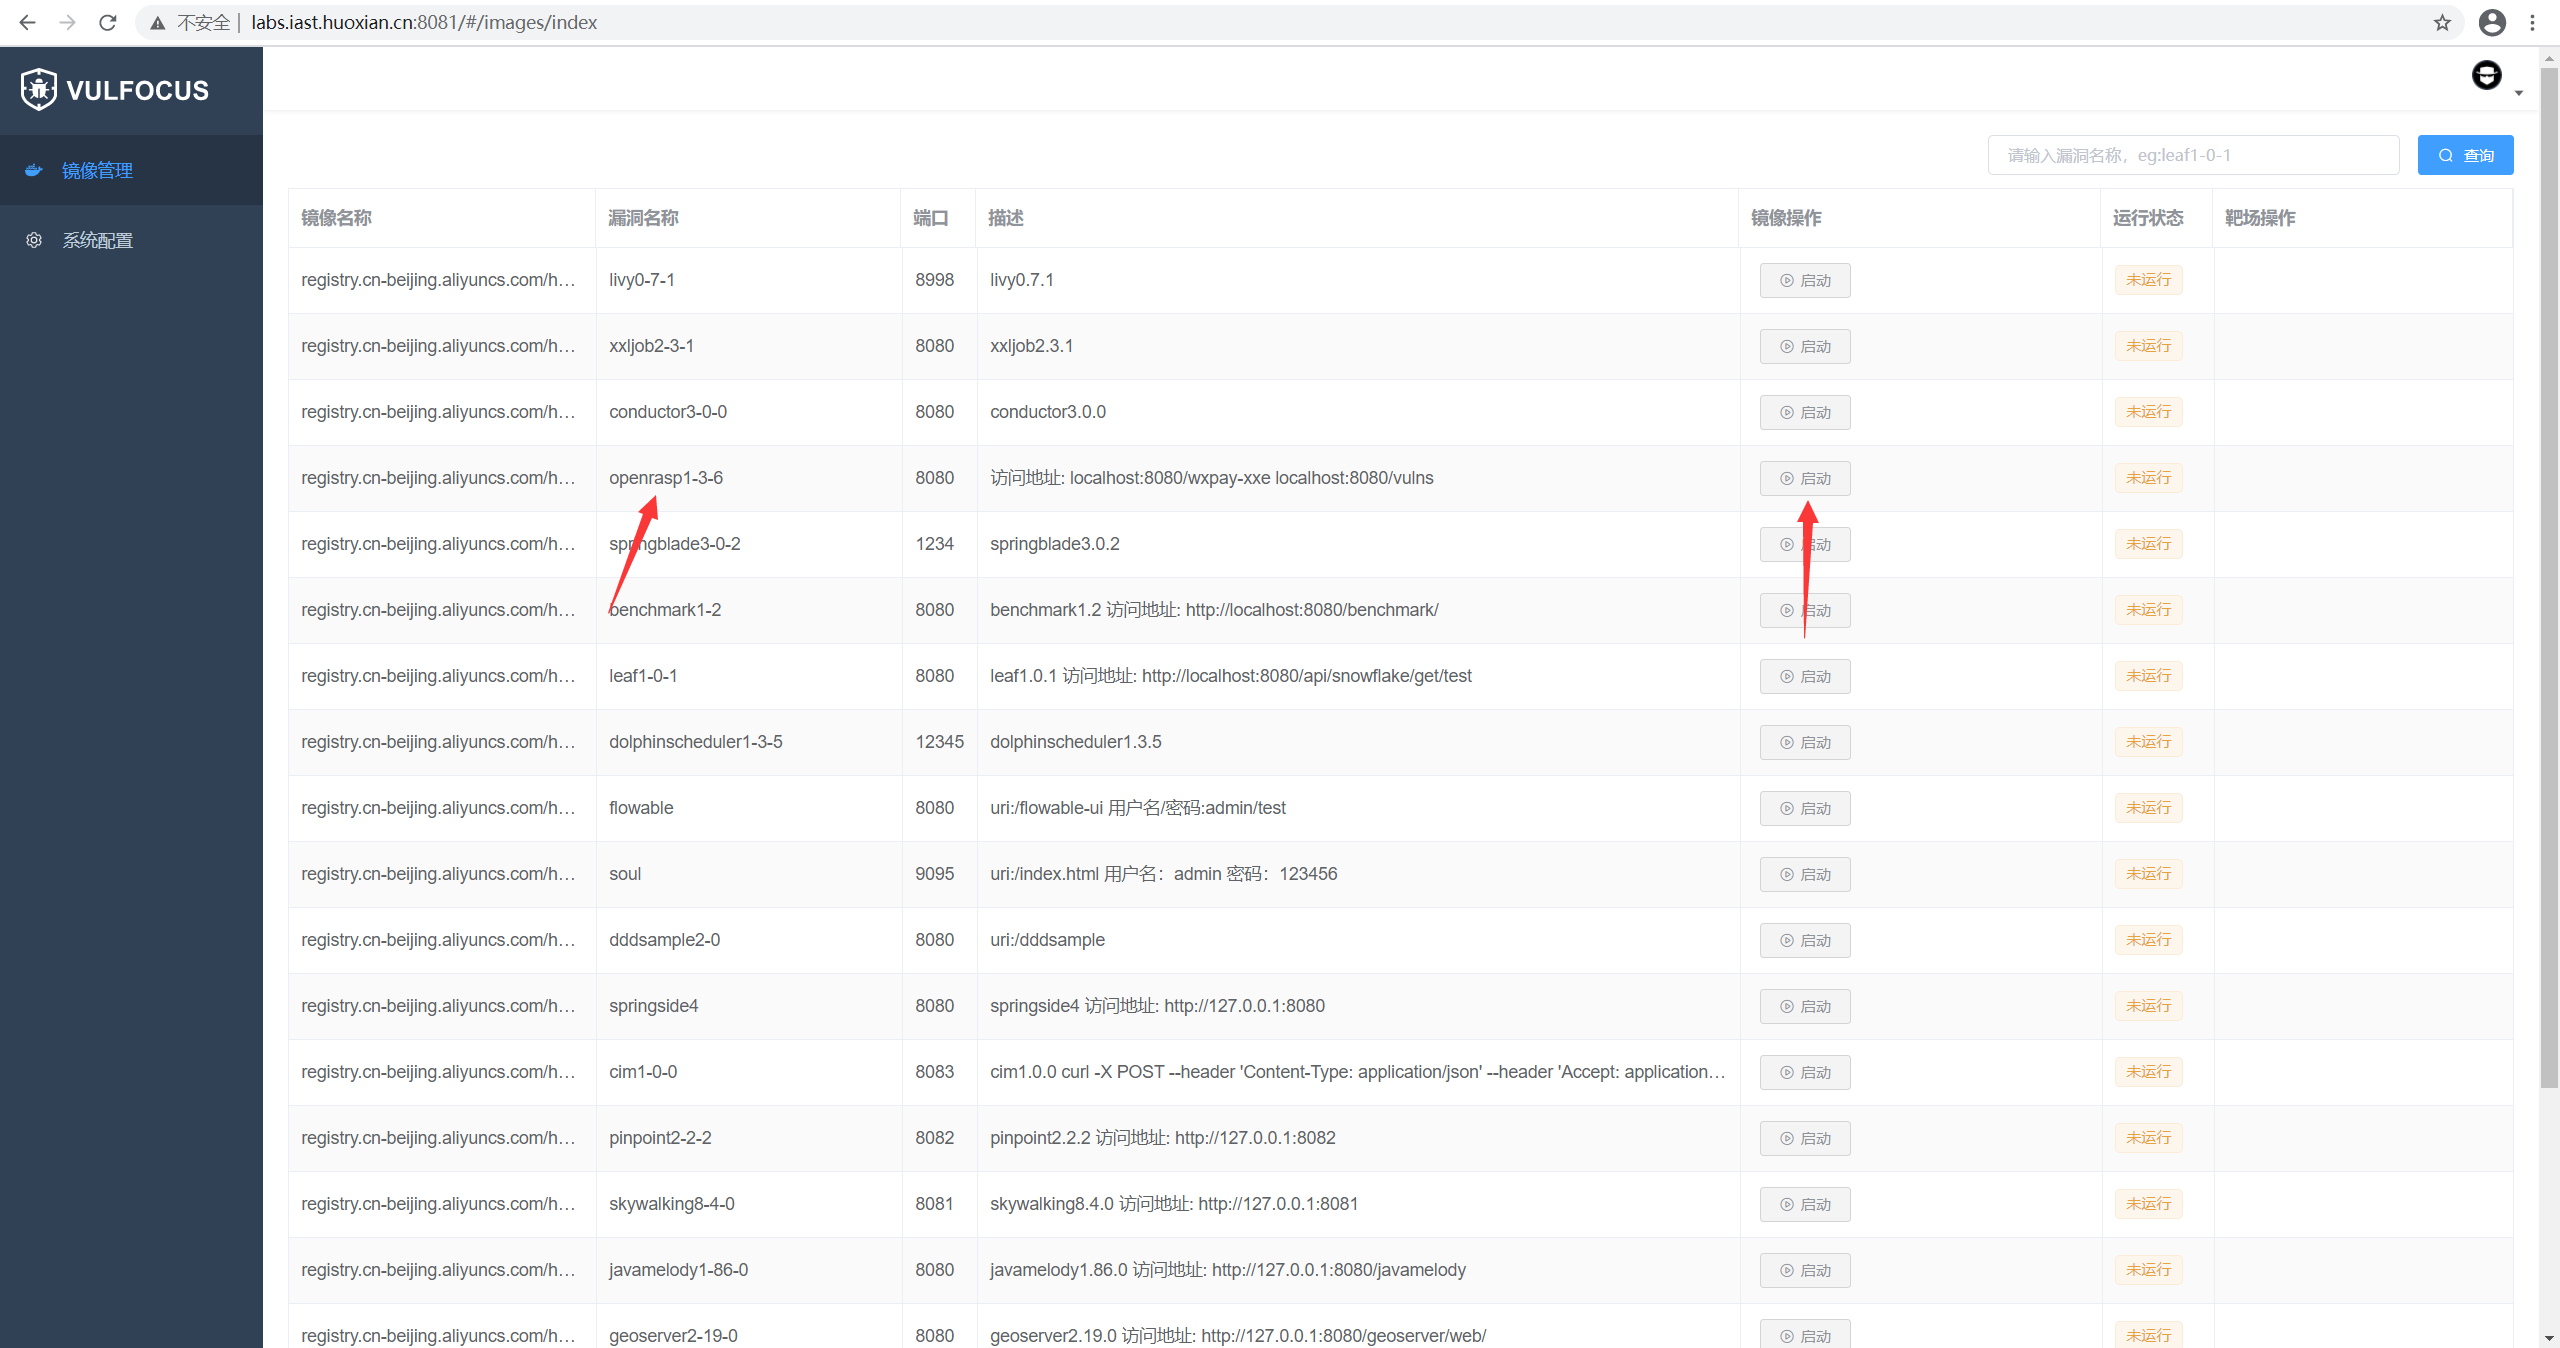 不安全 | labs.iast.huoxian.cn:8081/#/images/index
VULFOCUS
镜像管理
系统配置
请输入漏洞名称，eg:leaf1-0-1 查询
镜像名称 漏洞名称 端口 描述 镜像操作 运行状态 靶场操作
registry.cn-beijing.aliyuncs.com/h... livy0-7-1 8998 livy0.7.1 启动 未运行
registry.cn-beijing.aliyuncs.com/h... xxljob2-3-1 8080 xxljob2.3.1 启动 未运行
registry.cn-beijing.aliyuncs.com/h... conductor3-0-0 8080 conductor3.0.0 启动 未运行
registry.cn-beijing.aliyuncs.com/h... openrasp1-3-6 8080 访问地址: localhost:8080/wxpay-xxe localhost:8080/vulns 启动 未运行
registry.cn-beijing.aliyuncs.com/h... springblade3-0-2 1234 springblade3.0.2 启动 未运行
registry.cn-beijing.aliyuncs.com/h... benchmark1-2 8080 benchmark1.2 访问地址: http://localhost:8080/benchmark/ 启动 未运行
registry.cn-beijing.aliyuncs.com/h... leaf1-0-1 8080 leaf1.0.1 访问地址: http://localhost:8080/api/snowflake/get/test 启动 未运行
registry.cn-beijing.aliyuncs.com/h... dolphinscheduler1-3-5 12345 dolphinscheduler1.3.5 启动 未运行
registry.cn-beijing.aliyuncs.com/h... flowable 8080 uri:/flowable-ui 用户名/密码:admin/test 启动 未运行
registry.cn-beijing.aliyuncs.com/h... soul 9095 uri:/index.html 用户名：admin 密码：123456 启动 未运行
registry.cn-beijing.aliyuncs.com/h... dddsample2-0 8080 uri:/dddsample 启动 未运行
registry.cn-beijing.aliyuncs.com/h... springside4 8080 springside4 访问地址: http://127.0.0.1:8080 启动 未运行
registry.cn-beijing.aliyuncs.com/h... cim1-0-0 8083 cim1.0.0 curl -X POST --header 'Content-Type: application/json' --header 'Accept: application... 启动 未运行
registry.cn-beijing.aliyuncs.com/h... pinpoint2-2-2 8082 pinpoint2.2.2 访问地址: http://127.0.0.1:8082 启动 未运行
registry.cn-beijing.aliyuncs.com/h... skywalking8-4-0 8081 skywalking8.4.0 访问地址: http://127.0.0.1:8081 启动 未运行
registry.cn-beijing.aliyuncs.com/h... javamelody1-86-0 8080 javamelody1.86.0 访问地址: http://127.0.0.1:8080/javamelody 启动 未运行
registry.cn-beijing.aliyuncs.com/h... geoserver2-19-0 8080 geoserver2.19.0 访问地址: http://127.0.0.1:8080/geoserver/web/ 启动 未运行